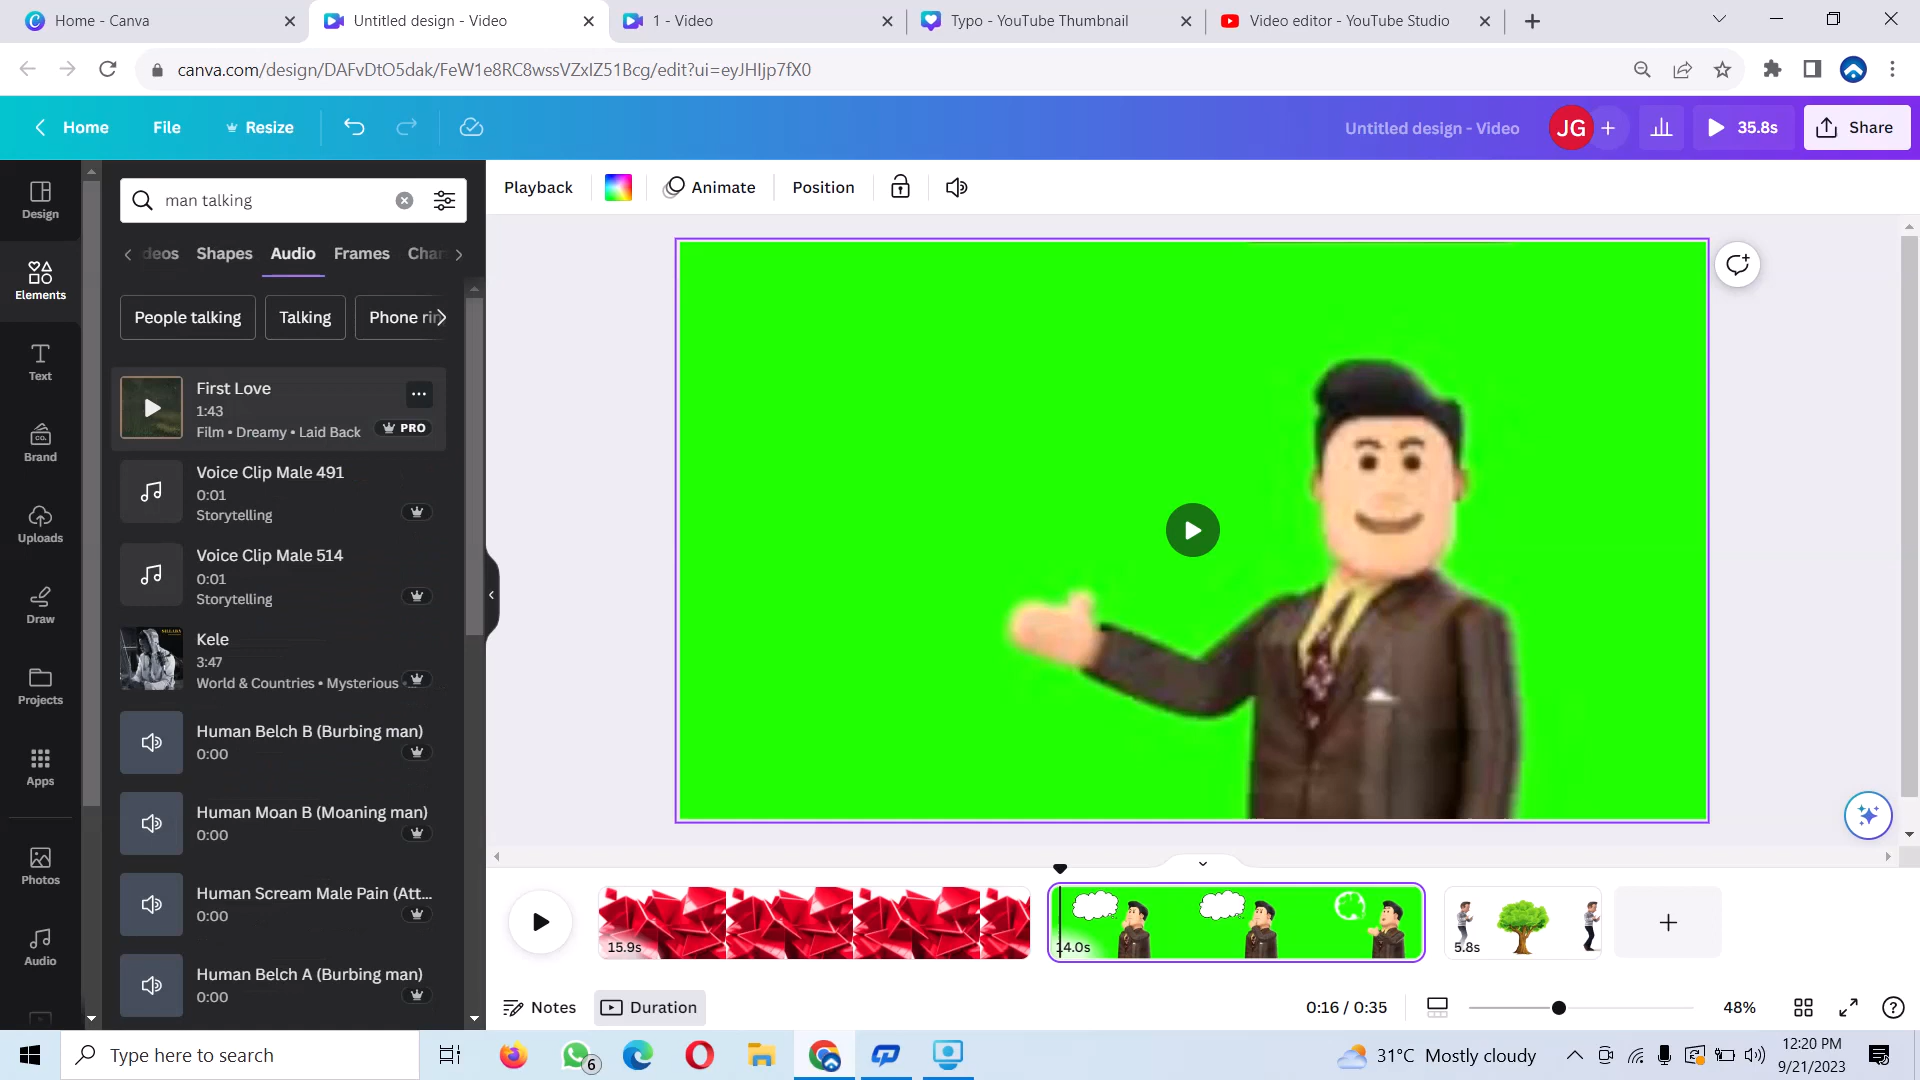 Home - Canva
Untitled design - Video
1 - Video
Typo - YouTube Thumbnail
Video editor - YouTube Studio
canva.com/design/DAFvDtO5dak/FeW1e8RC8wssVZxIZ51Bcg/edit?ui=eyJHIjp7fX0
Home
File
Resize
Untitled design - Video
JG
35.8s
Share
Design
Elements
Text
Brand
Uploads
Draw
Projects
Apps
Photos
Audio
man talking
deos
Shapes
Audio
Frames
Char
People talking
Talking
Phone rin
First Love
1:43
Film • Dreamy • Laid Back
PRO
Voice Clip Male 491
0:01
Storytelling
Voice Clip Male 514
0:01
Storytelling
Kele
3:47
World & Countries • Mysterious •
Human Belch B (Burbing man)
0:00
Human Moan B (Moaning man)
0:00
Human Scream Male Pain (Att...
0:00
Human Belch A (Burbing man)
0:00
Playback
Animate
Position
15.9s
14.0s
5.8s
Notes
Duration
0:16 / 0:35
48%
Type here to search
6
31°C Mostly cloudy
12:20 PM
9/21/2023